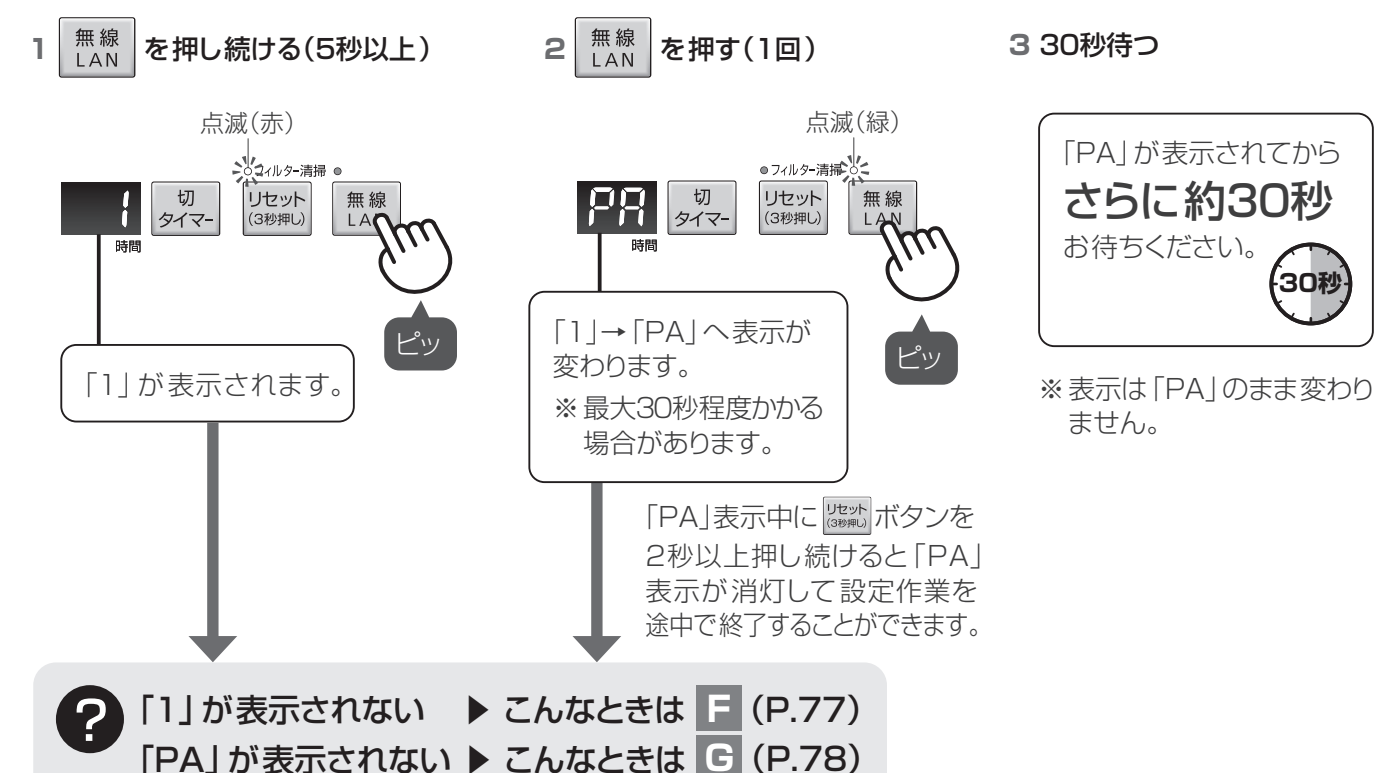 1 無線 LAN を押し続ける(5秒以上)
点滅(赤)
フィルター清掃
1
時間
切
タイマー
リセット
(3秒押し)
無線
LAN
ピッ
「1」が表示されます。
2 無線 LAN を押す(1回)
点滅(緑)
フィルター清掃
PA
時間
切
タイマー
リセット
(3秒押し)
無線
LAN
ピッ
「1」→「PA」へ表示が
変わります。
※最大30秒程度かかる
場合があります。
「PA」表示中に リセット (3秒押し) ボタンを
2秒以上押し続けると「PA」
表示が消灯して設定作業を
途中で終了することができます。
3 30秒待つ
「PA」が表示されてから
さらに約30秒
お待ちください。
30秒
※表示は「PA」のまま変わり
ません。
? 「1」が表示されない ▶ こんなときは F (P.77)
「PA」が表示されない ▶ こんなときは G (P.78)